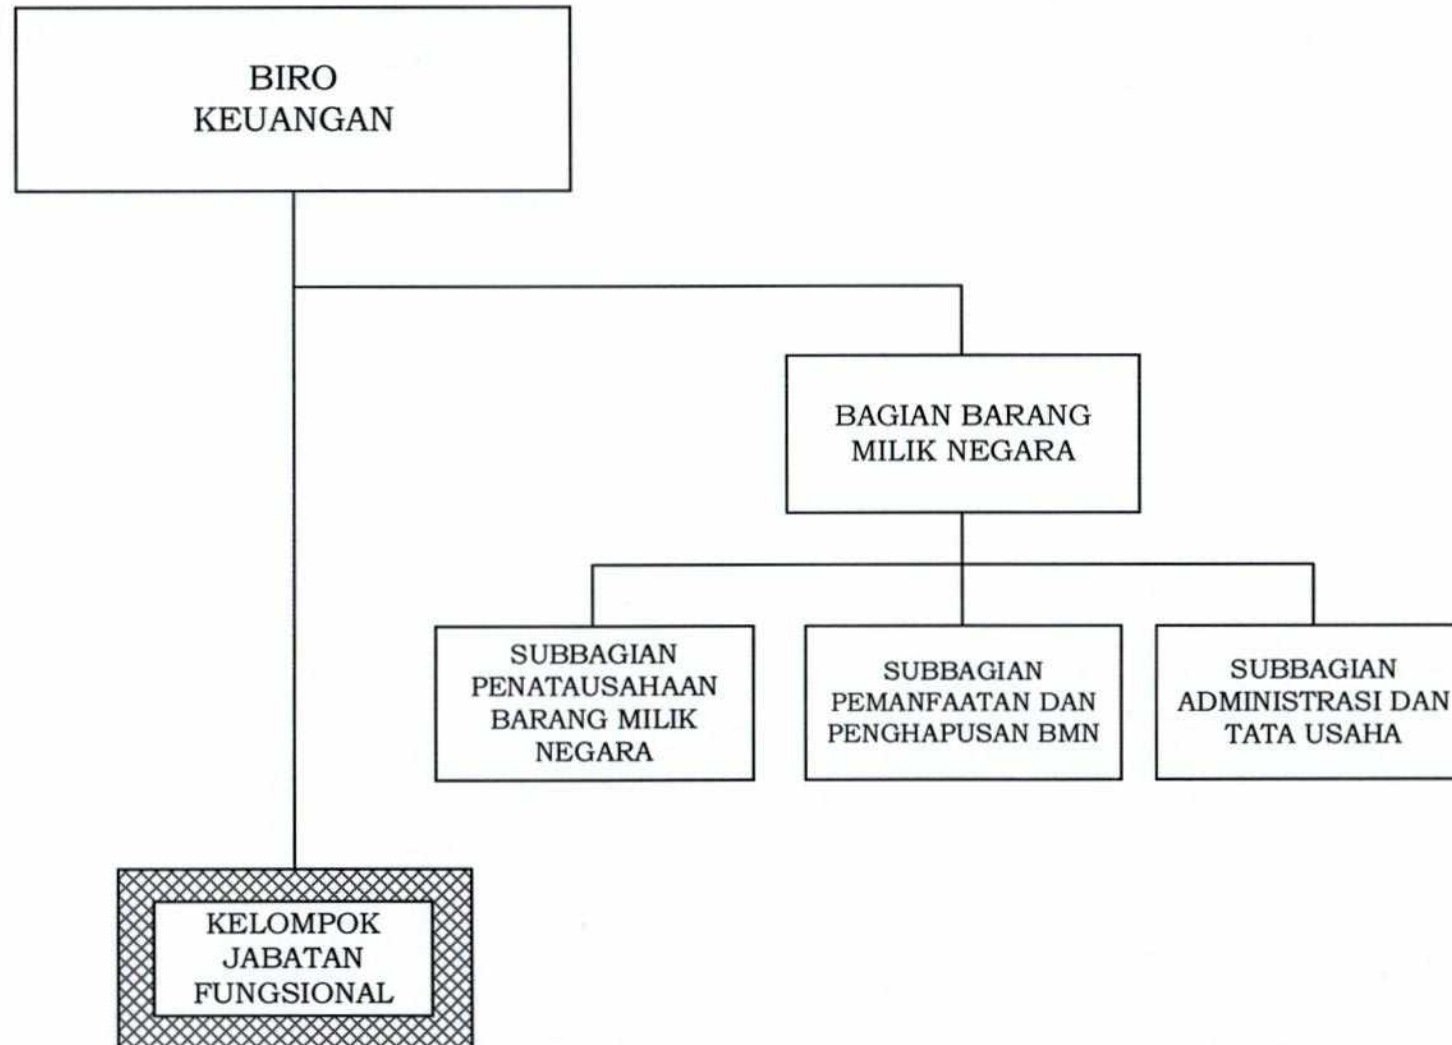 BIRO
KEUANGAN
BAGIAN BARANG
MILIK NEGARA
SUBBAGIAN
PENATAUSAHAAN
BARANG MILIK
NEGARA
SUBBAGIAN
PEMANFAATAN DAN
PENGHAPUSAN BMN
SUBBAGIAN
ADMINISTRASI DAN
TATA USAHA
KELOMPOK
JABATAN
FUNGSIONAL